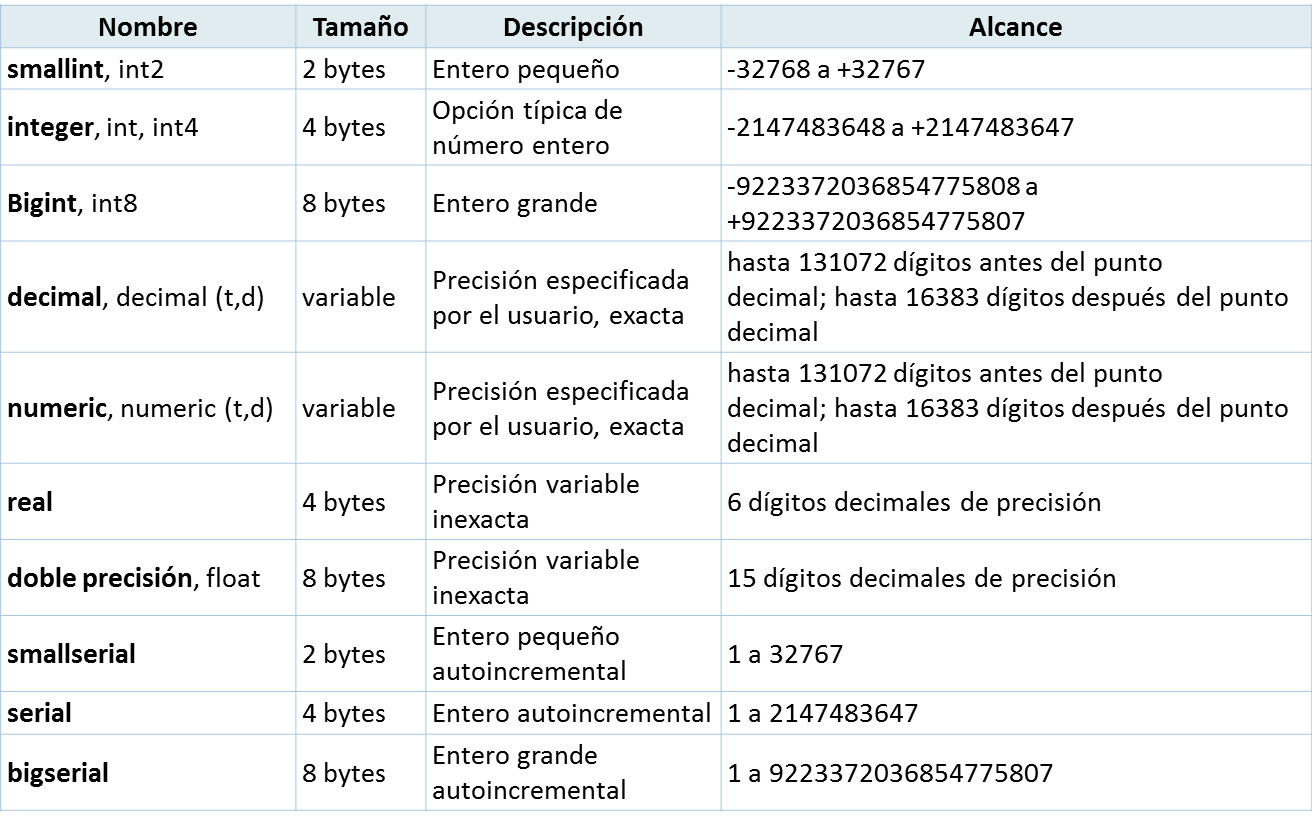 Nombre Tamaño Descripción Alcance
smallint, int2 2 bytes Entero pequeño -32768 a +32767
integer, int, int4 4 bytes Opción típica de
número entero -2147483648 a +2147483647
Bigint, int8 8 bytes Entero grande -9223372036854775808 a
+9223372036854775807
decimal, decimal (t,d) variable Precisión especificada
por el usuario, exacta hasta 131072 dígitos antes del punto
decimal; hasta 16383 dígitos después del punto
decimal
numeric, numeric (t,d) variable Precisión especificada
por el usuario, exacta hasta 131072 dígitos antes del punto
decimal; hasta 16383 dígitos después del punto
decimal
real 4 bytes Precisión variable
inexacta 6 dígitos decimales de precisión
doble precisión, float 8 bytes Precisión variable
inexacta 15 dígitos decimales de precisión
smallserial 2 bytes Entero pequeño
autoincremental 1 a 32767
serial 4 bytes Entero autoincremental 1 a 2147483647
bigserial 8 bytes Entero grande
autoincremental 1 a 9223372036854775807